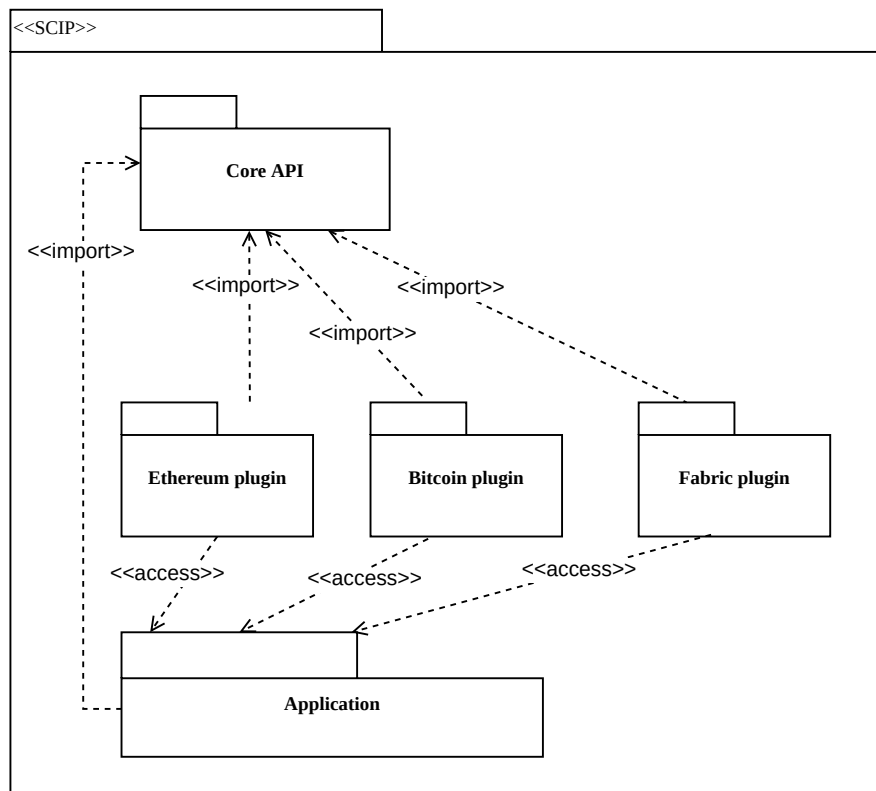 <<SCIP>>
Core API
<<import>>
<<import>>
<<import>>
<<import>>
Ethereum plugin
Bitcoin plugin
Fabric plugin
<<access>>
<<access>>
<<access>>
Application